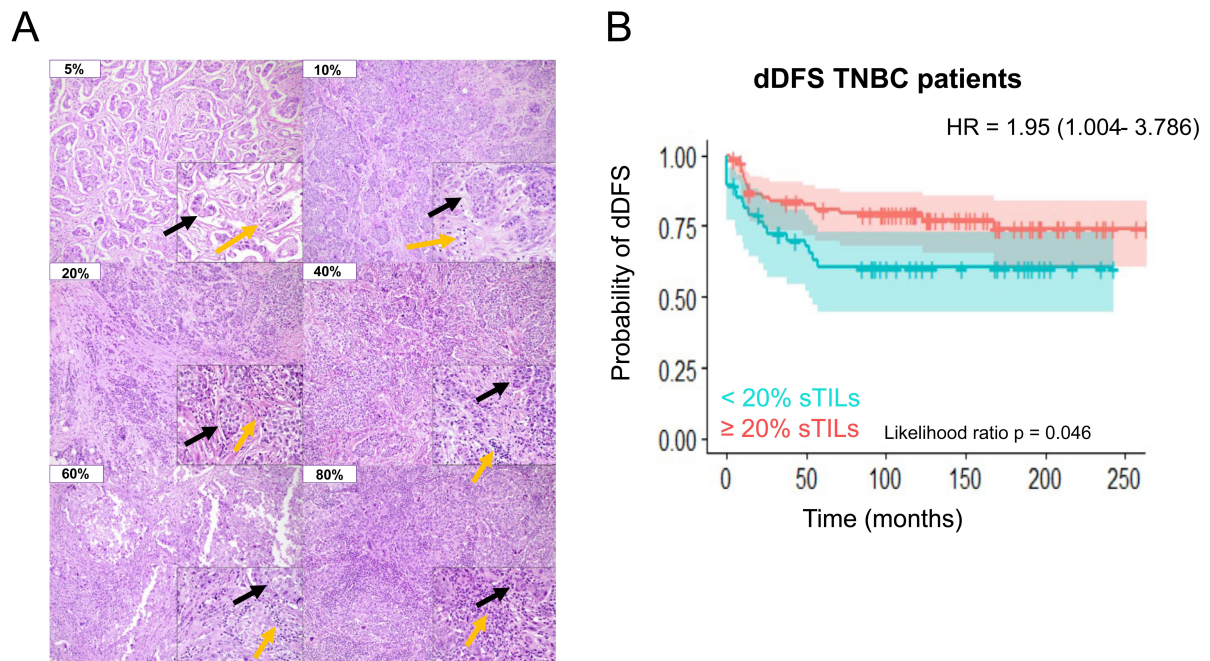 A
B
5%
10%
20%
40%
60%
80%
dDFS TNBC patients
HR = 1.95 (1.004- 3.786)
Probability of dDFS
1.00
0.75
0.50
0.25
0.00
< 20% sTILs
≥ 20% sTILs
Likelihood ratio p = 0.046
0 50 100 150 200 250
Time (months)